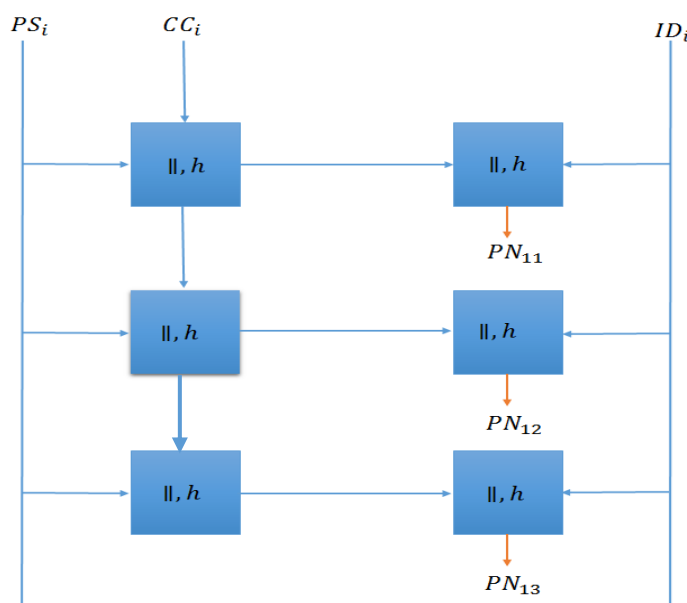 PS_i CC_i ID_i
∥, h ∥, h
PN_11
∥, h ∥, h
PN_12
∥, h ∥, h
PN_13